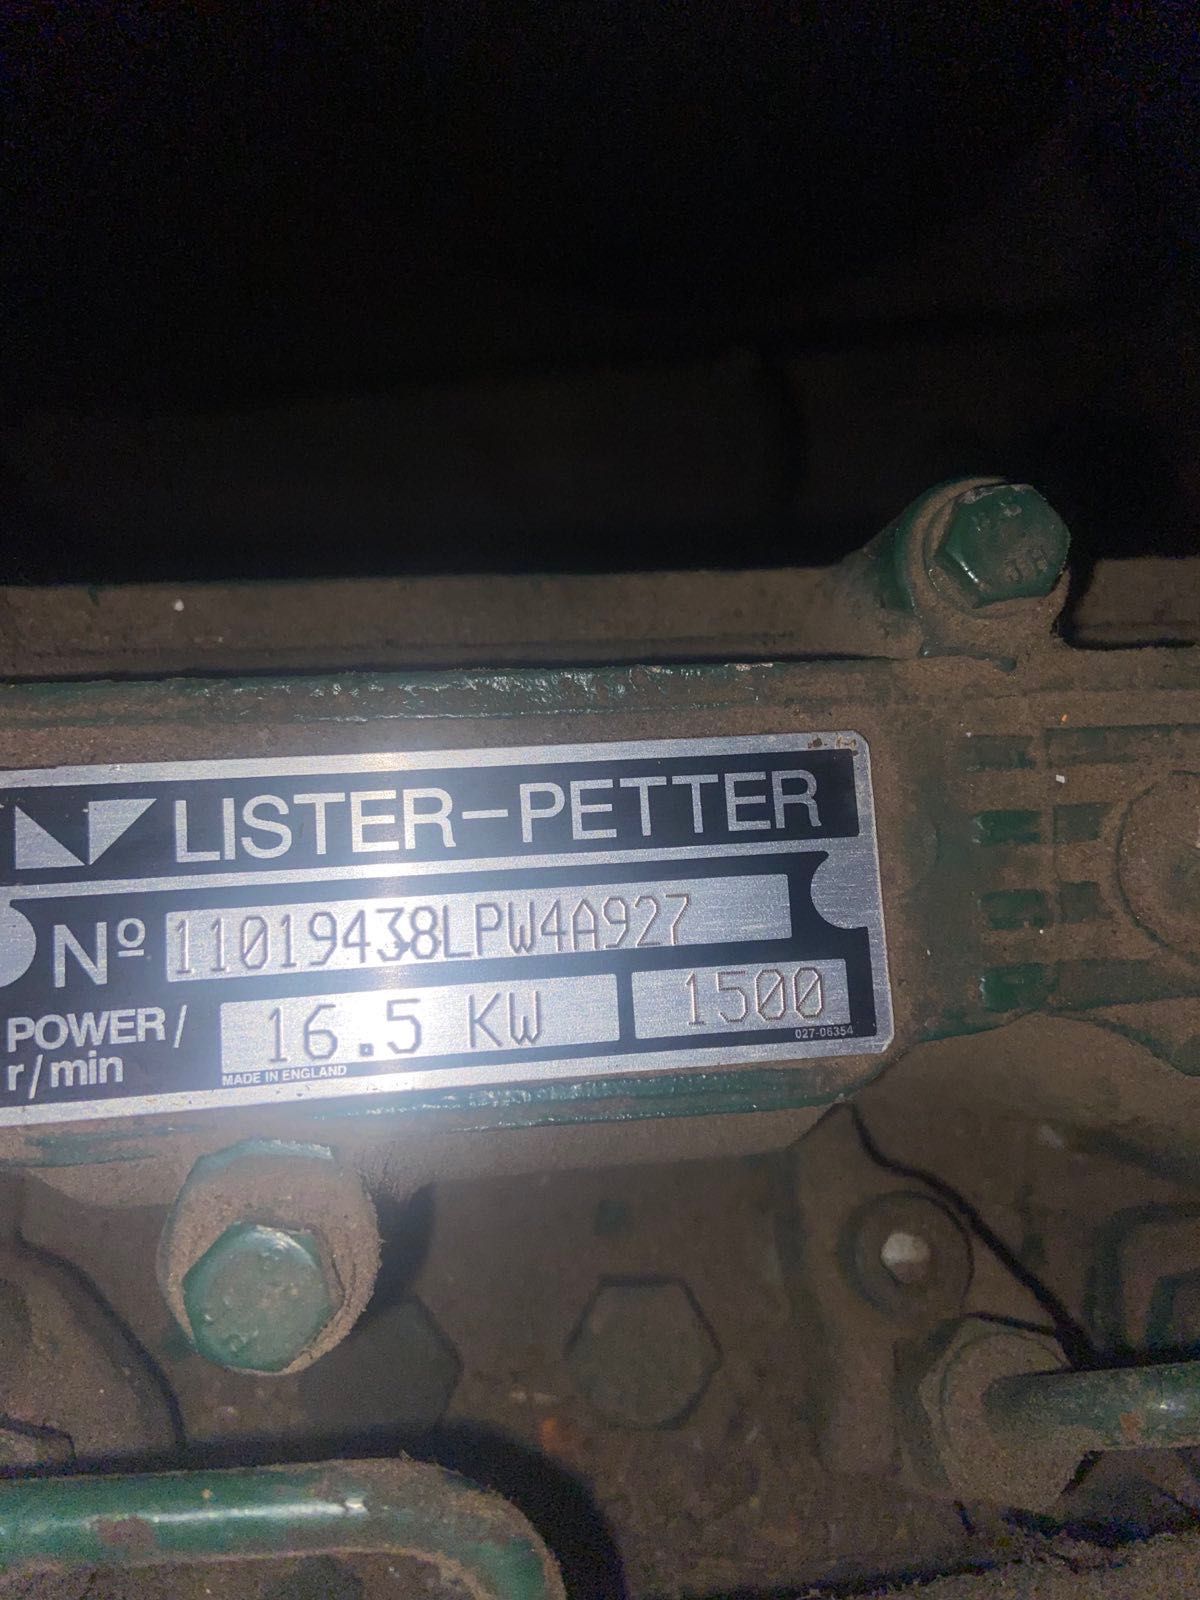 LISTER-PETTER
Nº 11019438LPW4A927
POWER/ r/min 16.5 KW 1500
MADE IN ENGLAND 027-06354